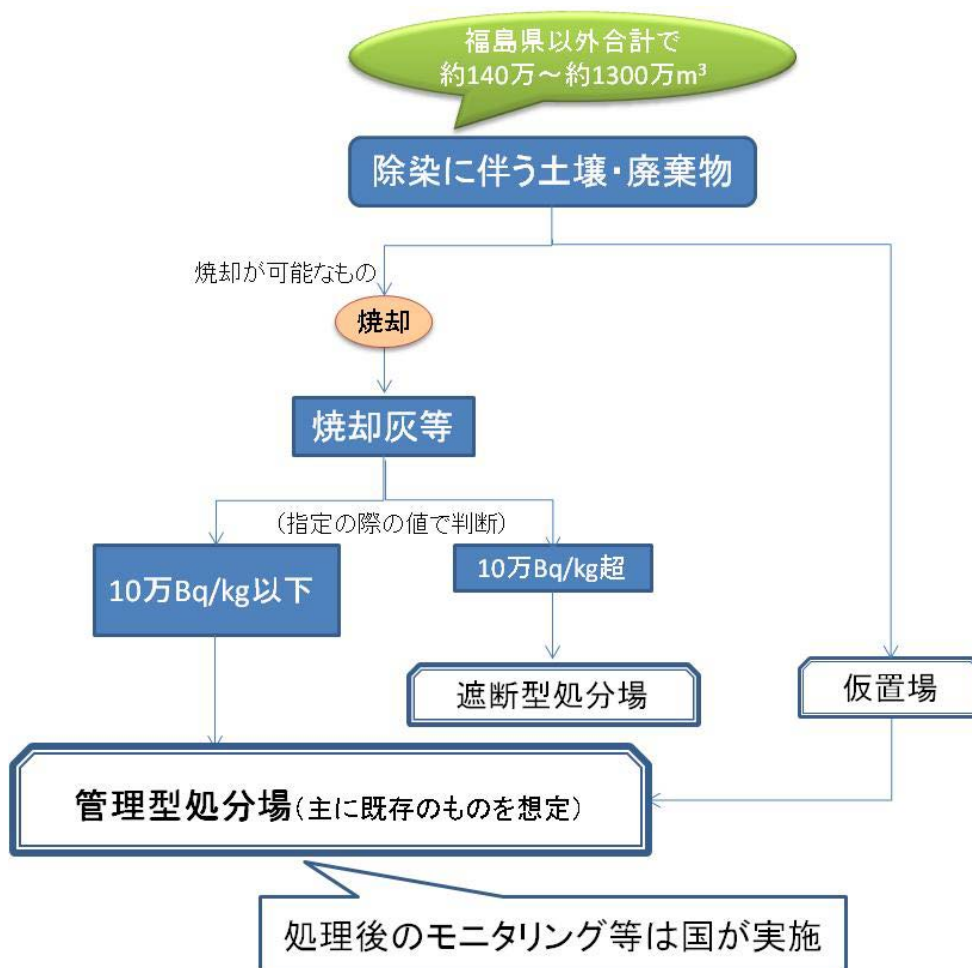 福島県以外合計で
約140万～約1300万m³
除染に伴う土壌・廃棄物
焼却が可能なもの
焼却
焼却灰等
(指定の際の値で判断)
10万Bq/kg以下
10万Bq/kg超
遮断型処分場
仮置場
管理型処分場(主に既存のものを想定)
処理後のモニタリング等は国が実施